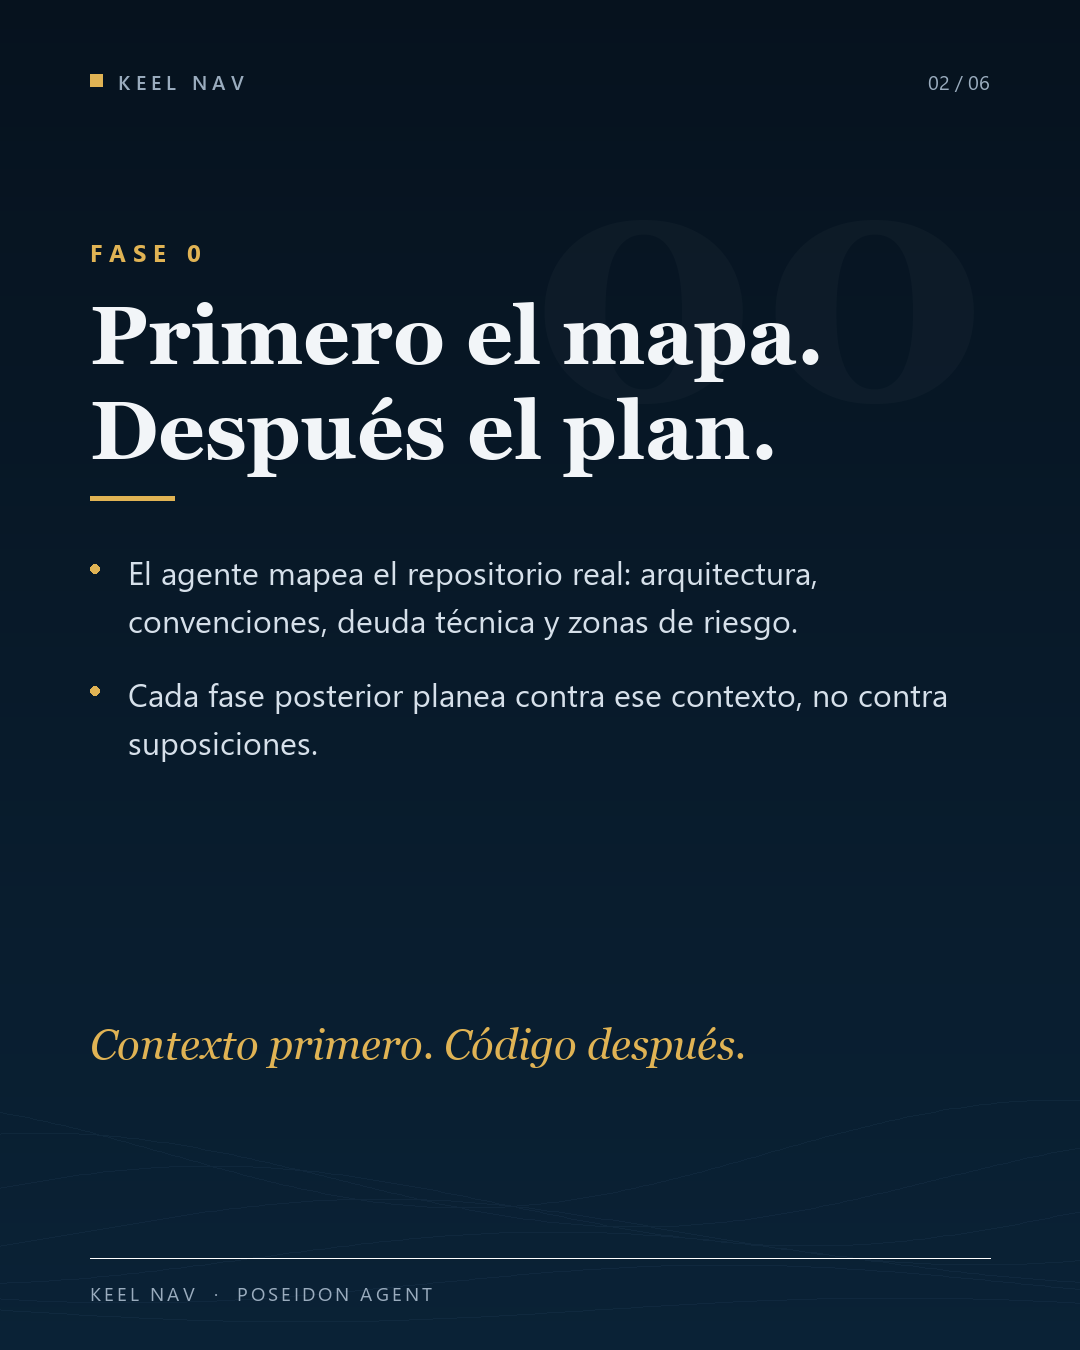 KEEL NAV
02 / 06
00
FASE 0
Primero el mapa.
Después el plan.
El agente mapea el repositorio real: arquitectura,
convenciones, deuda técnica y zonas de riesgo.
Cada fase posterior planea contra ese contexto, no contra
suposiciones.
Contexto primero. Código después.
KEEL NAV · POSEIDON AGENT